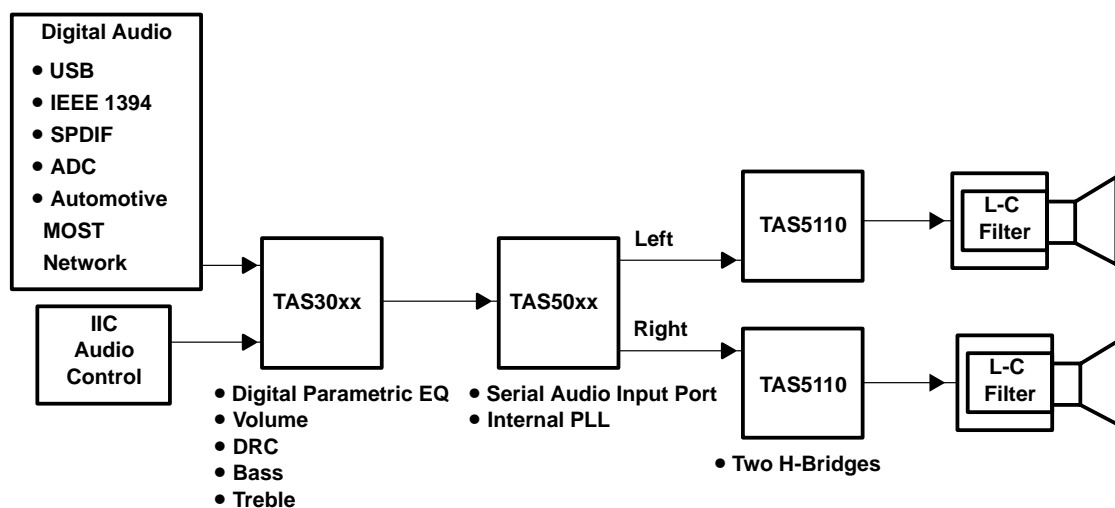 Digital Audio
● USB
● IEEE 1394
● SPDIF
● ADC
● Automotive
MOST
Network
IIC
Audio
Control
TAS30xx
● Digital Parametric EQ
● Volume
● DRC
● Bass
● Treble
TAS50xx
● Serial Audio Input Port
● Internal PLL
Left
Right
TAS5110
L-C
Filter
TAS5110
● Two H-Bridges
L-C
Filter